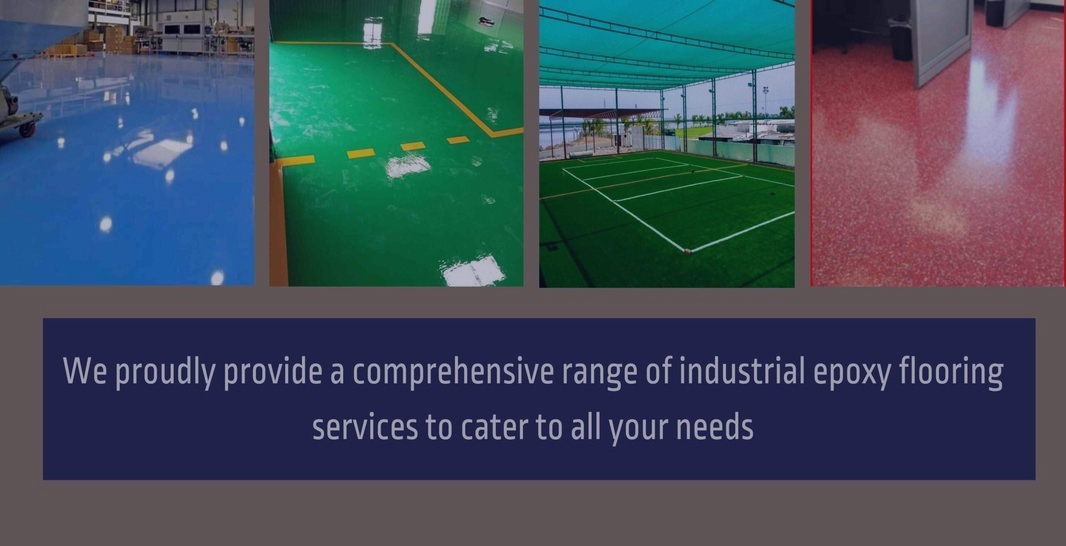 We proudly provide a comprehensive range of industrial epoxy flooring
services to cater to all your needs